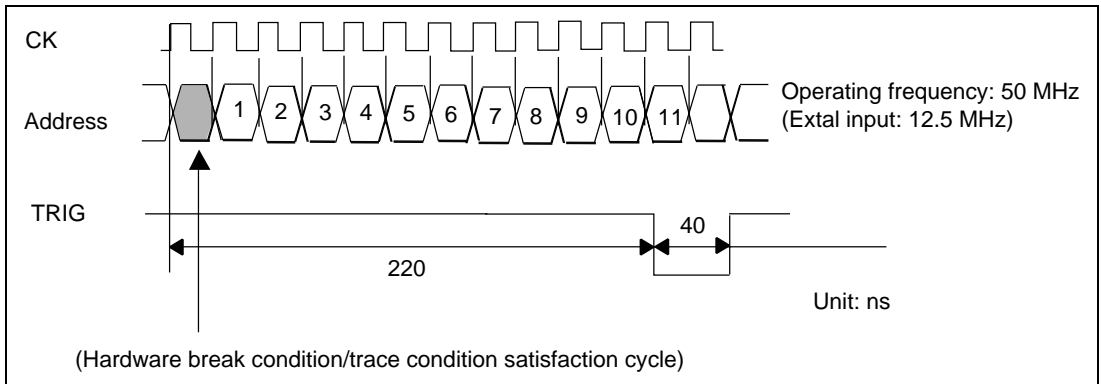 CK
Address
1 2 3 4 5 6 7 8 9 10 11
Operating frequency: 50 MHz
(Extal input: 12.5 MHz)
TRIG
40
220
Unit: ns
(Hardware break condition/trace condition satisfaction cycle)